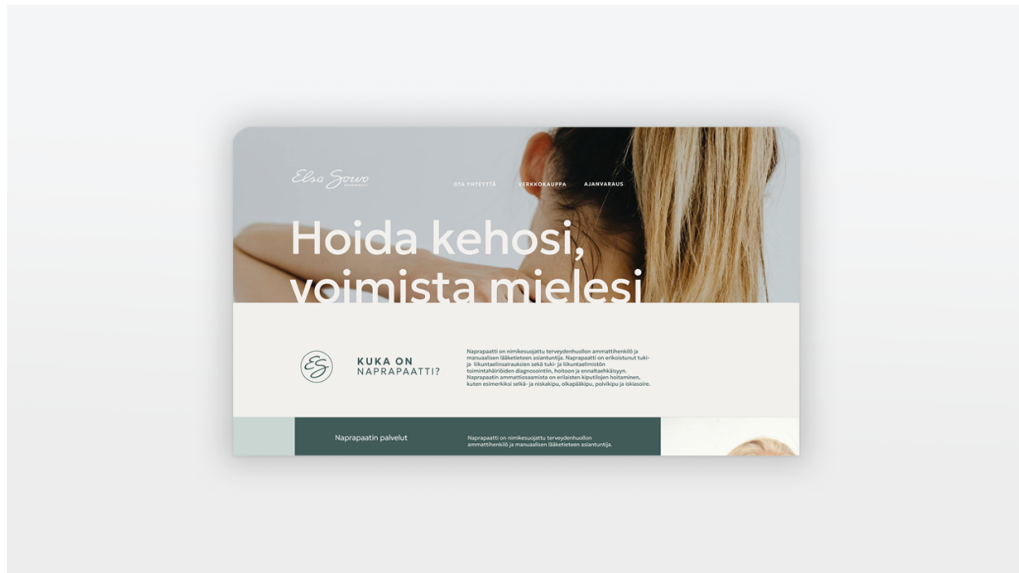 Elsa Sorvo
OTA YHTEYTTÄ
VERKKOKAUPPA
AJANVARAUS
Hoida kehosi,
voimista mielesi
ES
KUKA ON
NAPRAPAATTI?
Naprapaatti on nimikesuojattu terveydenhuollon ammattihenkilö ja
manuaalisen lääketieteen asiantuntija. Naprapaatti on erikoistunut tuki-
ja liikuntaelinsairauksien sekä tuki- ja liikuntaelimistön
toimintahäiriöiden diagnosointiin, hoitoon ja ennaltaehkäisyyn.
Naprapaatin ammattiosaamista on erilaisten kiputilojen hoitaminen,
kuten esimerkiksi selkä- ja niskakipu, olkapääkipu, polvikipu ja iskiasoire.
Naprapaatin palvelut
Naprapaatti on nimikesuojattu terveydenhuollon
ammattihenkilö ja manuaalisen lääketieteen asiantuntija.